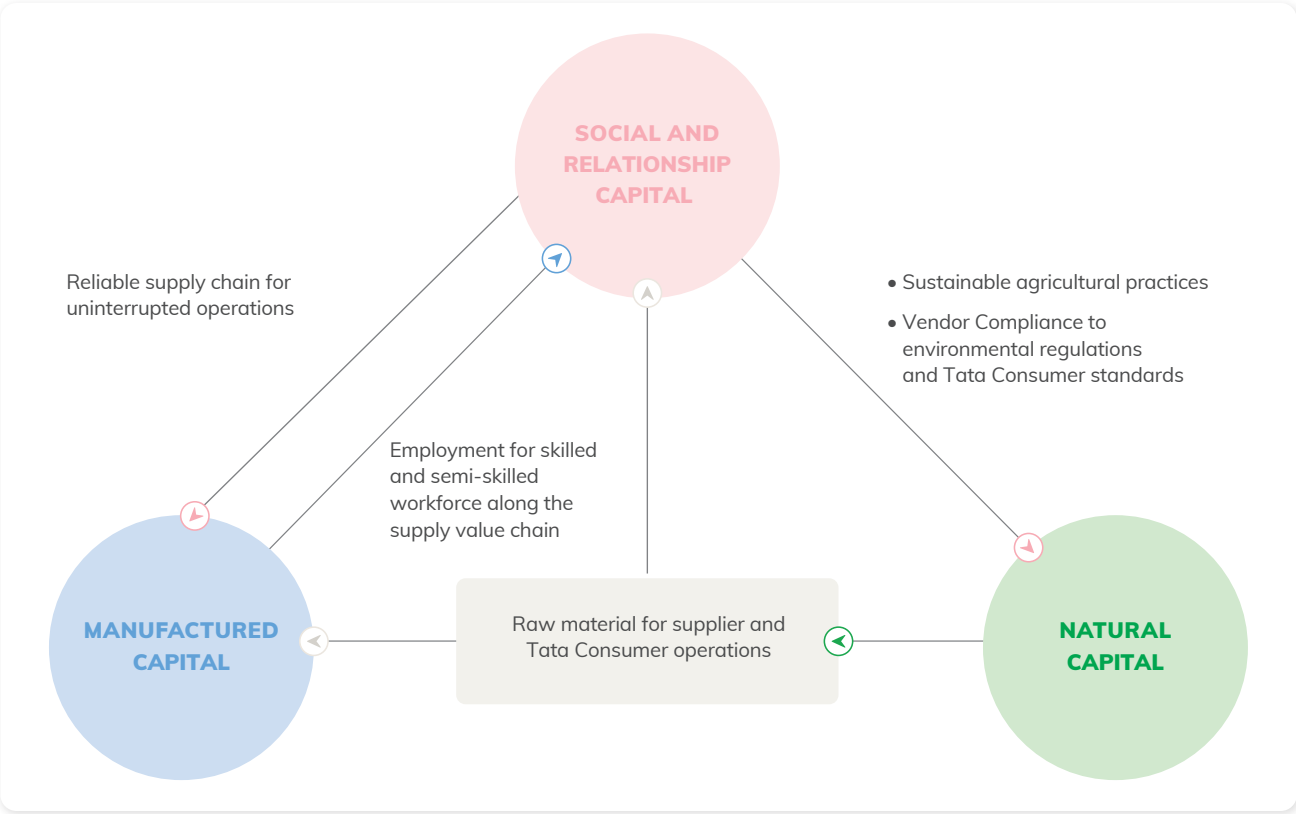 SOCIAL AND
RELATIONSHIP
CAPITAL
Reliable supply chain for
uninterrupted operations
• Sustainable agricultural practices
• Vendor Compliance to
environmental regulations
and Tata Consumer standards
Employment for skilled
and semi-skilled
workforce along the
supply value chain
MANUFACTURED
CAPITAL
Raw material for supplier and
Tata Consumer operations
NATURAL
CAPITAL